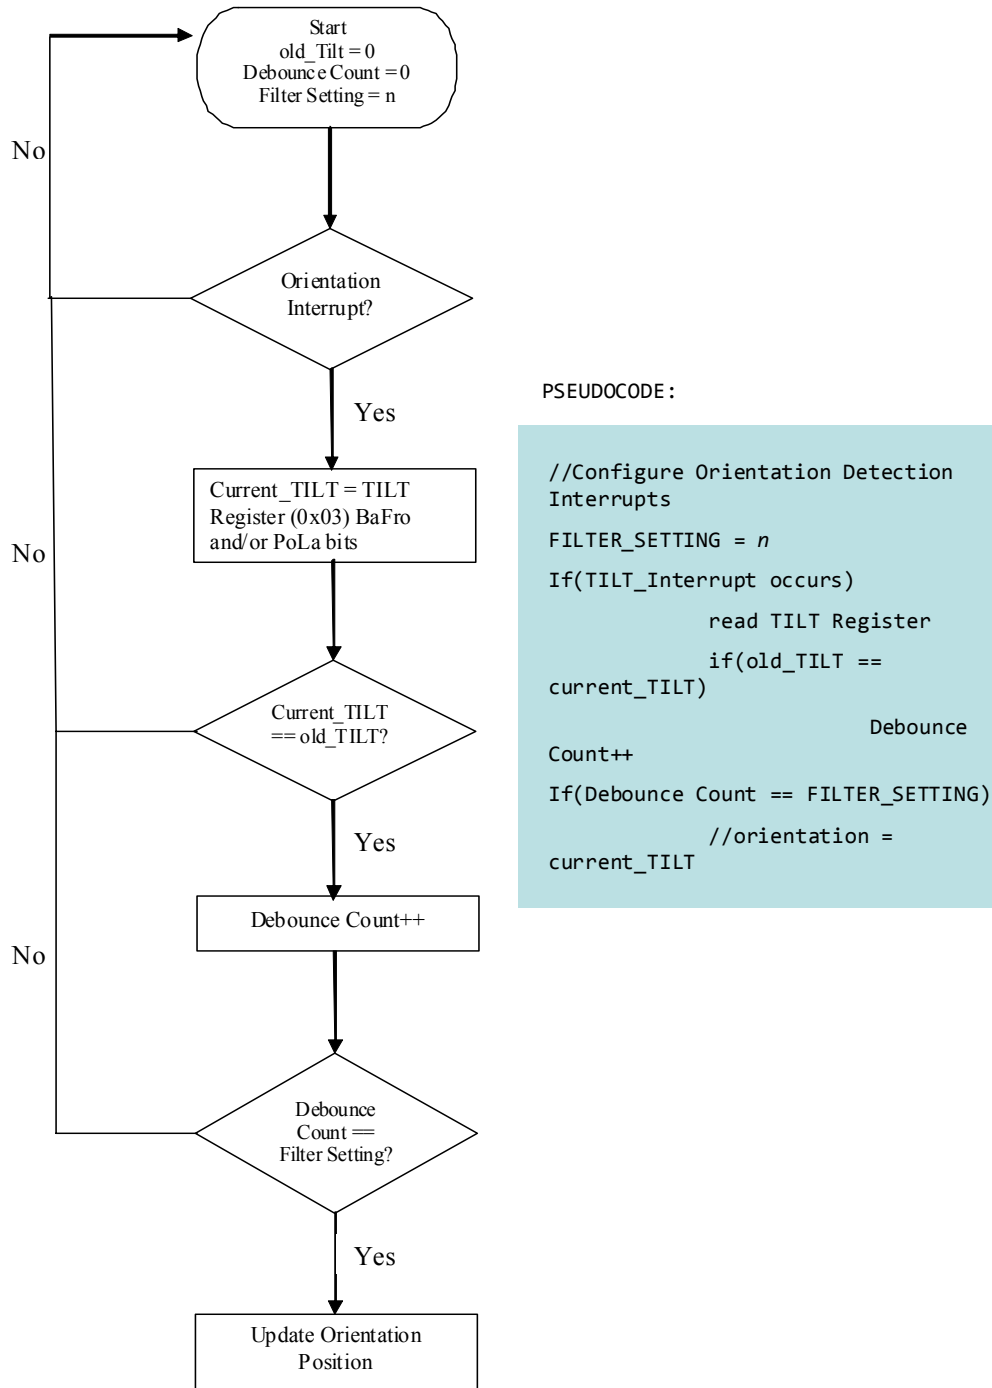 Start
old_Tilt = 0
Debounce Count = 0
Filter Setting = n
No
Orientation
Interrupt?
Yes
Current_TILT = TILT
Register (0x03) BaFro
and/or PoLa bits
No
Current_TILT
== old_TILT?
Yes
Debounce Count++
No
Debounce
Count ==
Filter Setting?
Yes
Update Orientation
Position
PSEUDOCODE:
//Configure Orientation Detection
Interrupts
FILTER_SETTING = n
If(TILT_Interrupt occurs)
read TILT Register
if(old_TILT ==
current_TILT)
Debounce
Count++
If(Debounce Count == FILTER_SETTING)
//orientation =
current_TILT